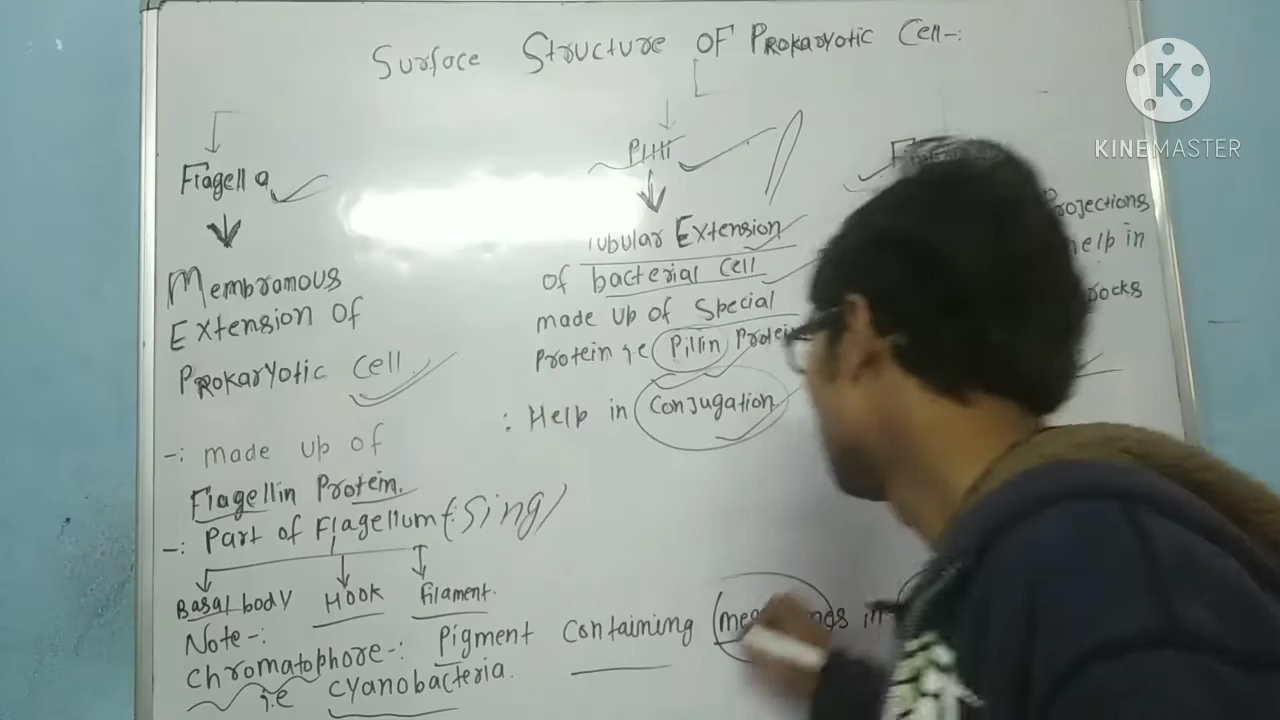 Surface Structure OF Prokaryotic Cell-:
K
KINEMASTER
Flagella
Membranous
Extension of
Prokaryotic Cell
-: made up of
Flagellin Protein.
-: Part of Flagellum (Sing)
Basal body Hook filament.
Pilli
Tubular Extension
of bacterial cell
made up of Special
Protein i.e Pillin Protein
: Help in Conjugation
Projections
help in
rocks
Note-:
Chromatophore-: Pigment Containing in
i.e cyanobacteria.